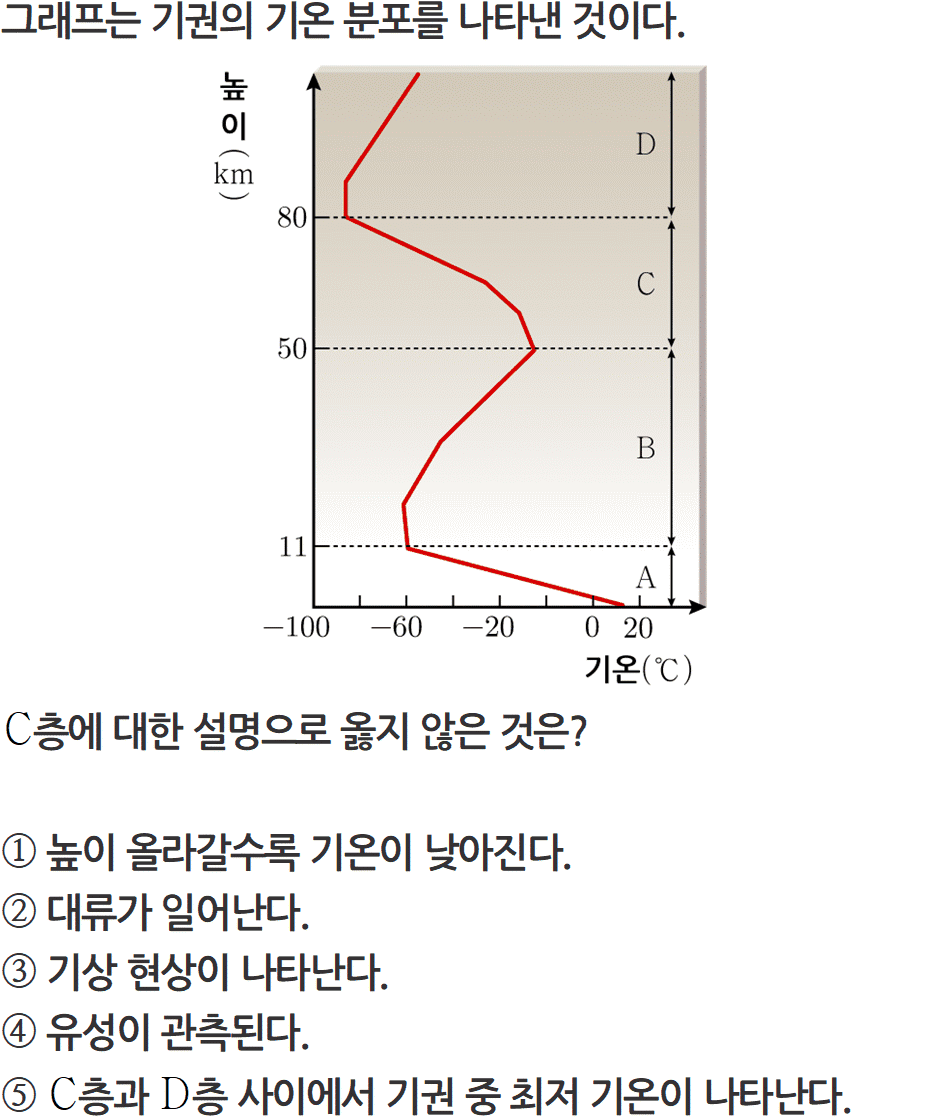 그래프는 기권의 기온 분포를 나타낸 것이다.
높이(km)
D
80
C
50
B
11
A
−100 −60 −20 0 20
기온(℃)
C층에 대한 설명으로 옳지 않은 것은?
① 높이 올라갈수록 기온이 낮아진다.
② 대류가 일어난다.
③ 기상 현상이 나타난다.
④ 유성이 관측된다.
⑤ C층과 D층 사이에서 기권 중 최저 기온이 나타난다.